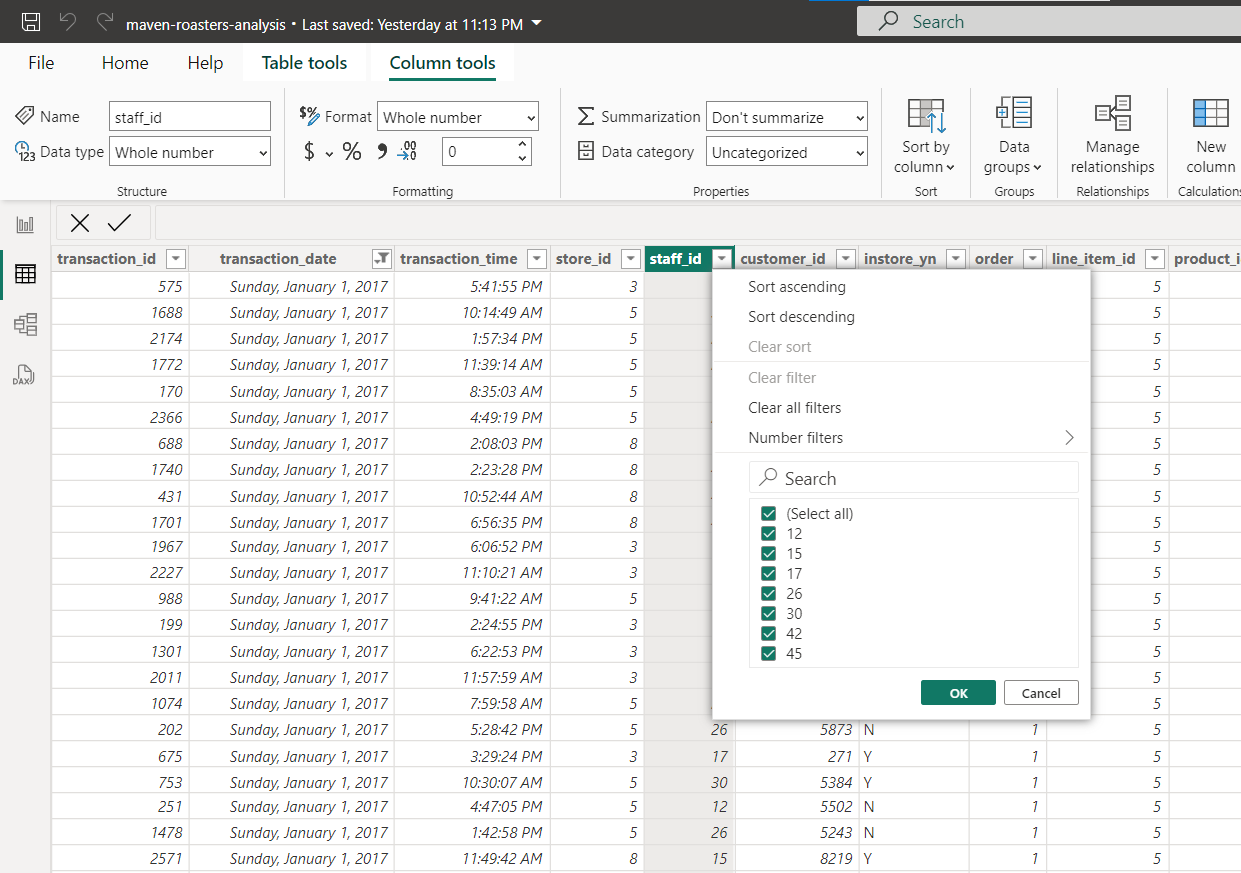 maven-roasters-analysis • Last saved: Yesterday at 11:13 PM
Search
File Home Help Table tools Column tools
Name staff_id $% Format Whole number Summarization Don't summarize Sort by column Data groups Manage relationships New column
Data type Whole number $ % 9 .00 0 Data category Uncategorized
Structure Formatting Properties Sort Groups Relationships Calculations
transaction_id transaction_date transaction_time store_id staff_id customer_id instore_yn order line_item_id product_i
575 Sunday, January 1, 2017 5:41:55 PM 3 5
1688 Sunday, January 1, 2017 10:14:49 AM 5 5
2174 Sunday, January 1, 2017 1:57:34 PM 5 5
1772 Sunday, January 1, 2017 11:39:14 AM 5 5
170 Sunday, January 1, 2017 8:35:03 AM 5 5
2366 Sunday, January 1, 2017 4:49:19 PM 5 5
688 Sunday, January 1, 2017 2:08:03 PM 8 5
1740 Sunday, January 1, 2017 2:23:28 PM 8 5
431 Sunday, January 1, 2017 10:52:44 AM 8 5
1701 Sunday, January 1, 2017 6:56:35 PM 8 5
1967 Sunday, January 1, 2017 6:06:52 PM 3 5
2227 Sunday, January 1, 2017 11:10:21 AM 3 5
988 Sunday, January 1, 2017 9:41:22 AM 5 5
199 Sunday, January 1, 2017 2:24:55 PM 3 5
1301 Sunday, January 1, 2017 6:22:53 PM 3 5
2011 Sunday, January 1, 2017 11:57:59 AM 3 5
1074 Sunday, January 1, 2017 7:59:58 AM 5 5
202 Sunday, January 1, 2017 5:28:42 PM 5 26 5873 N 1 5
675 Sunday, January 1, 2017 3:29:24 PM 3 17 271 Y 1 5
753 Sunday, January 1, 2017 10:30:07 AM 5 30 5384 Y 1 5
251 Sunday, January 1, 2017 4:47:05 PM 5 12 5502 N 1 5
1478 Sunday, January 1, 2017 1:42:58 PM 5 26 5243 N 1 5
2571 Sunday, January 1, 2017 11:49:42 AM 8 15 8219 Y 1 5
Sort ascending
Sort descending
Clear sort
Clear filter
Clear all filters
Number filters
Search
(Select all)
12
15
17
26
30
42
45
OK Cancel
DAX